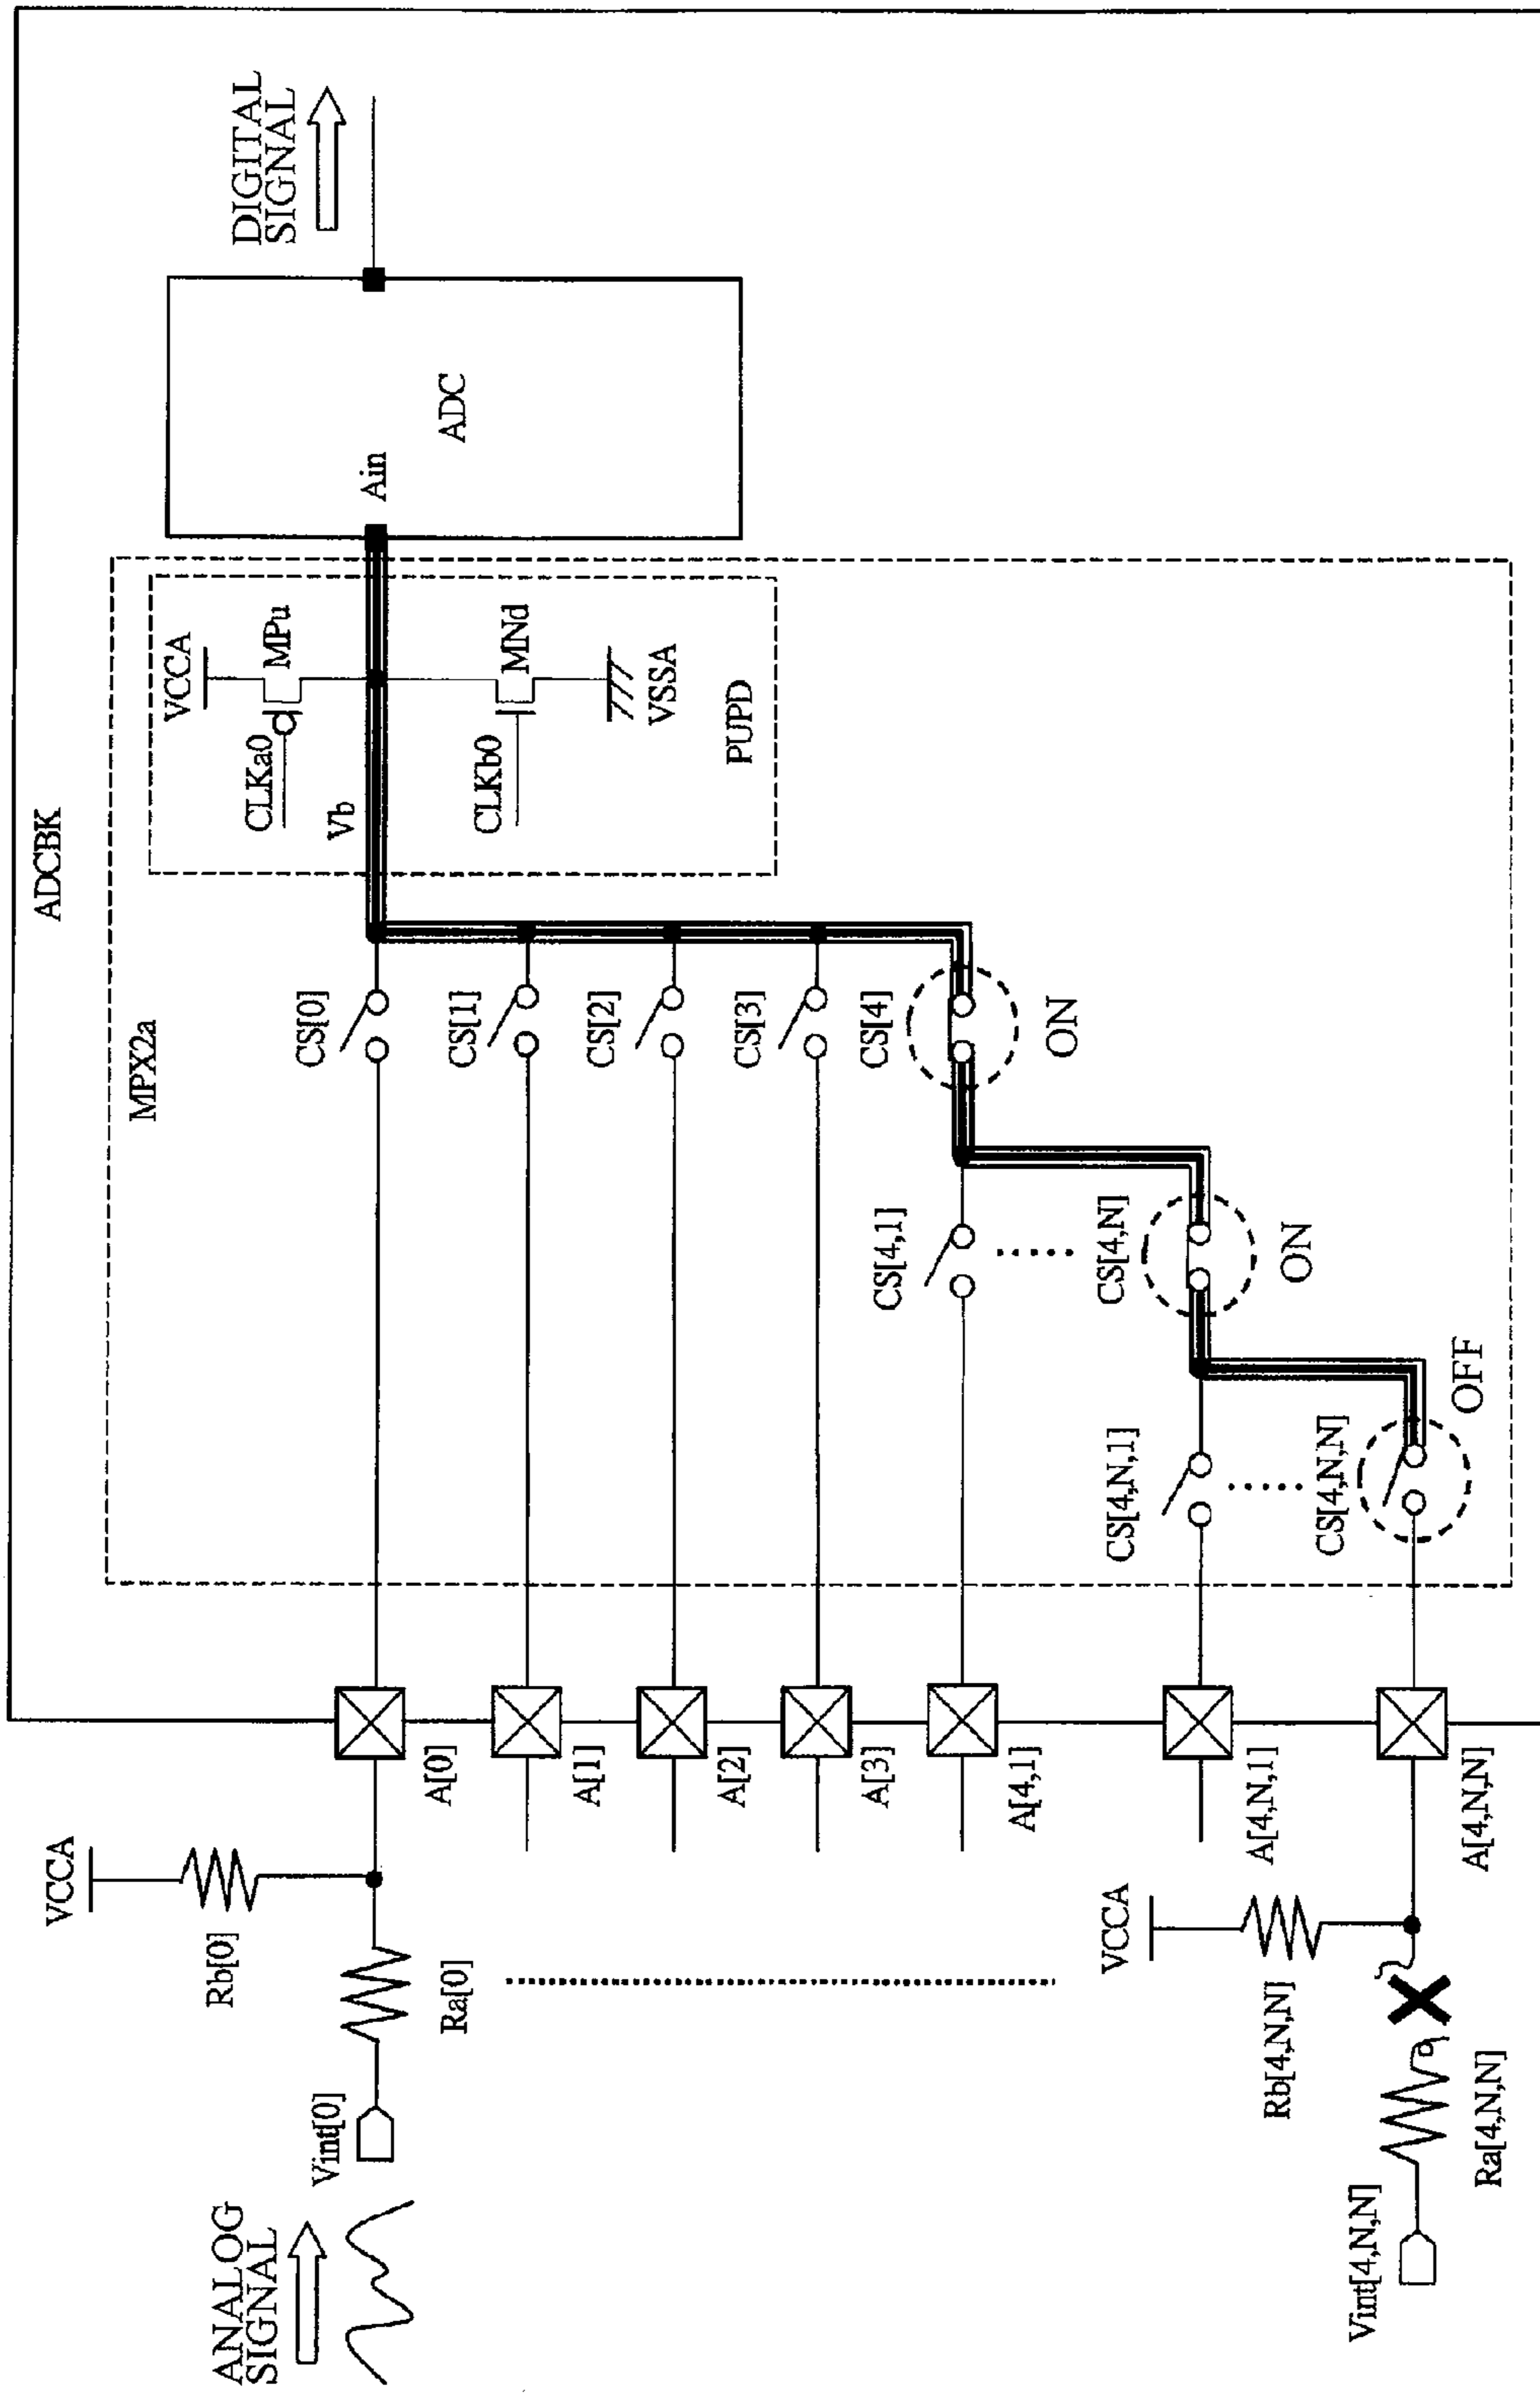 ADCBK
MPX2a
VCCA
Rb[0]
ANALOG
SIGNAL
Vint[0]
Ra[0]
A[0]
A[1]
A[2]
A[3]
A[4,1]
A[4,N,1]
A[4,N,N]
CS[0]
CS[1]
CS[2]
CS[3]
CS[4]
ON
CS[4,1]
CS[4,N]
ON
CS[4,N,1]
CS[4,N,N]
OFF
VCCA
MPu
CLKa0
Vb
CLKb0
MNd
VSSA
PUPD
Ain
ADC
DIGITAL
SIGNAL
VCCA
Rb[4,N,N]
Vint[4,N,N]
Ra[4,N,N]